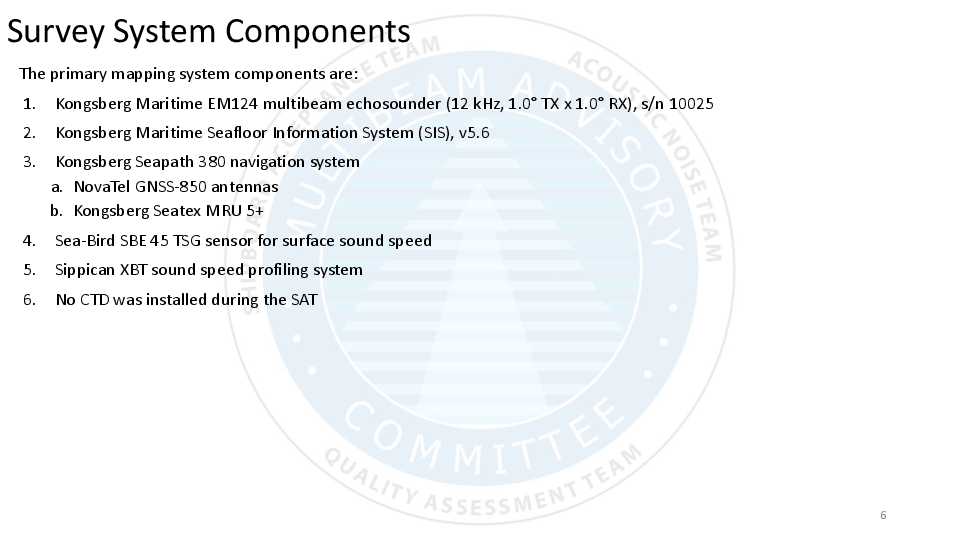 Survey System Components
The primary mapping system components are:
1. Kongsberg Maritime EM124 multibeam echosounder (12 kHz, 1.0° TX x 1.0° RX), s/n 10025
2. Kongsberg Maritime Seafloor Information System (SIS), v5.6
3. Kongsberg Seapath 380 navigation system
a. NovaTel GNSS-850 antennas
b. Kongsberg Seatex MRU 5+
4. Sea-Bird SBE 45 TSG sensor for surface sound speed
5. Sippican XBT sound speed profiling system
6. No CTD was installed during the SAT
SHIPBOARD ACCEPTANCE TEAM
ACOUSTIC NOISE TEAM
MULTIBEAM ADVISORY
COMMITTEE
QUALITY ASSESSMENT TEAM
6